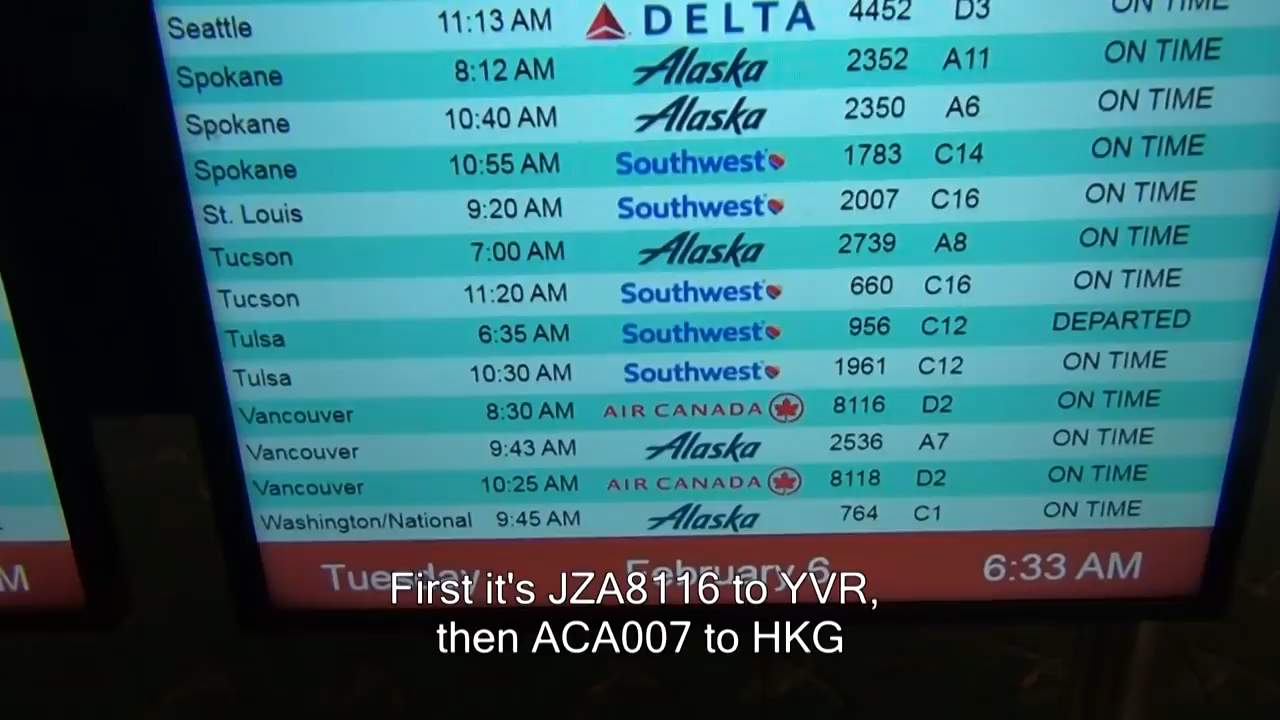 Seattle 11:13 AM DELTA 4452 D3 ON TIME
Spokane 8:12 AM Alaska 2352 A11 ON TIME
Spokane 10:40 AM Alaska 2350 A6 ON TIME
Spokane 10:55 AM Southwest 1783 C14 ON TIME
St. Louis 9:20 AM Southwest 2007 C16 ON TIME
Tucson 7:00 AM Alaska 2739 A8 ON TIME
Tucson 11:20 AM Southwest 660 C16 ON TIME
Tulsa 6:35 AM Southwest 956 C12 DEPARTED
Tulsa 10:30 AM Southwest 1961 C12 ON TIME
Vancouver 8:30 AM AIR CANADA 8116 D2 ON TIME
Vancouver 9:43 AM Alaska 2536 A7 ON TIME
Vancouver 10:25 AM AIR CANADA 8118 D2 ON TIME
Washington/National 9:45 AM Alaska 764 C1 ON TIME
Tuesday February 6 6:33 AM
First it's JZA8116 to YVR,
then ACA007 to HKG